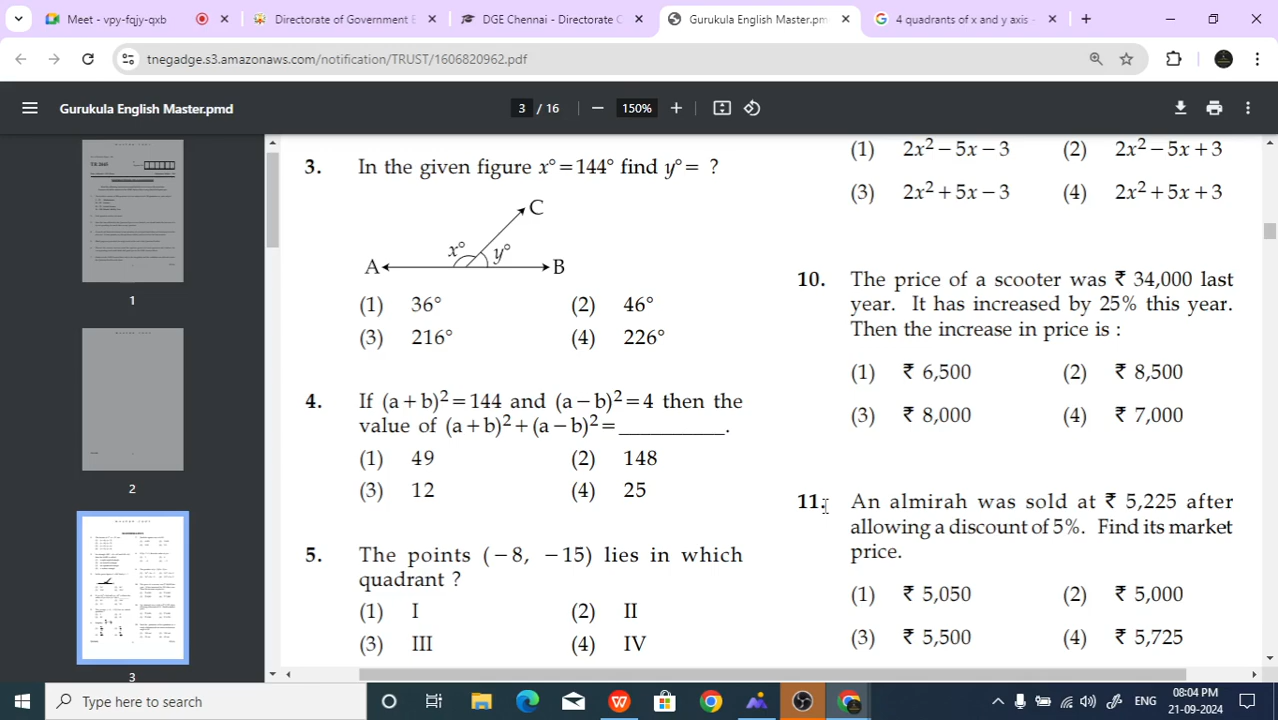 Meet - vpy-fqjy-qxb
Directorate of Government E
DGE Chennai - Directorate C
Gurukula English Master.pm
4 quadrants of x and y axis -
tnegadge.s3.amazonaws.com/notification/TRUST/1606820962.pdf
Gurukula English Master.pmd
3 / 16
150%
1
2
3
3. In the given figure x°=144° find y°= ?
C
x°
y°
A
B
(1) 36° (2) 46°
(3) 216° (4) 226°
4. If (a+b)²=144 and (a−b)²=4 then the
value of (a+b)²+(a−b)²=__________.
(1) 49 (2) 148
(3) 12 (4) 25
5. The points (−8, −15) lies in which
quadrant ?
(1) I (2) II
(3) III (4) IV
(1) 2x²−5x−3 (2) 2x²−5x+3
(3) 2x²+5x−3 (4) 2x²+5x+3
10. The price of a scooter was ₹ 34,000 last
year. It has increased by 25% this year.
Then the increase in price is :
(1) ₹ 6,500 (2) ₹ 8,500
(3) ₹ 8,000 (4) ₹ 7,000
11. An almirah was sold at ₹ 5,225 after
allowing a discount of 5%. Find its market
price.
(1) ₹ 5,050 (2) ₹ 5,000
(3) ₹ 5,500 (4) ₹ 5,725
Type here to search
ENG
08:04 PM
21-09-2024